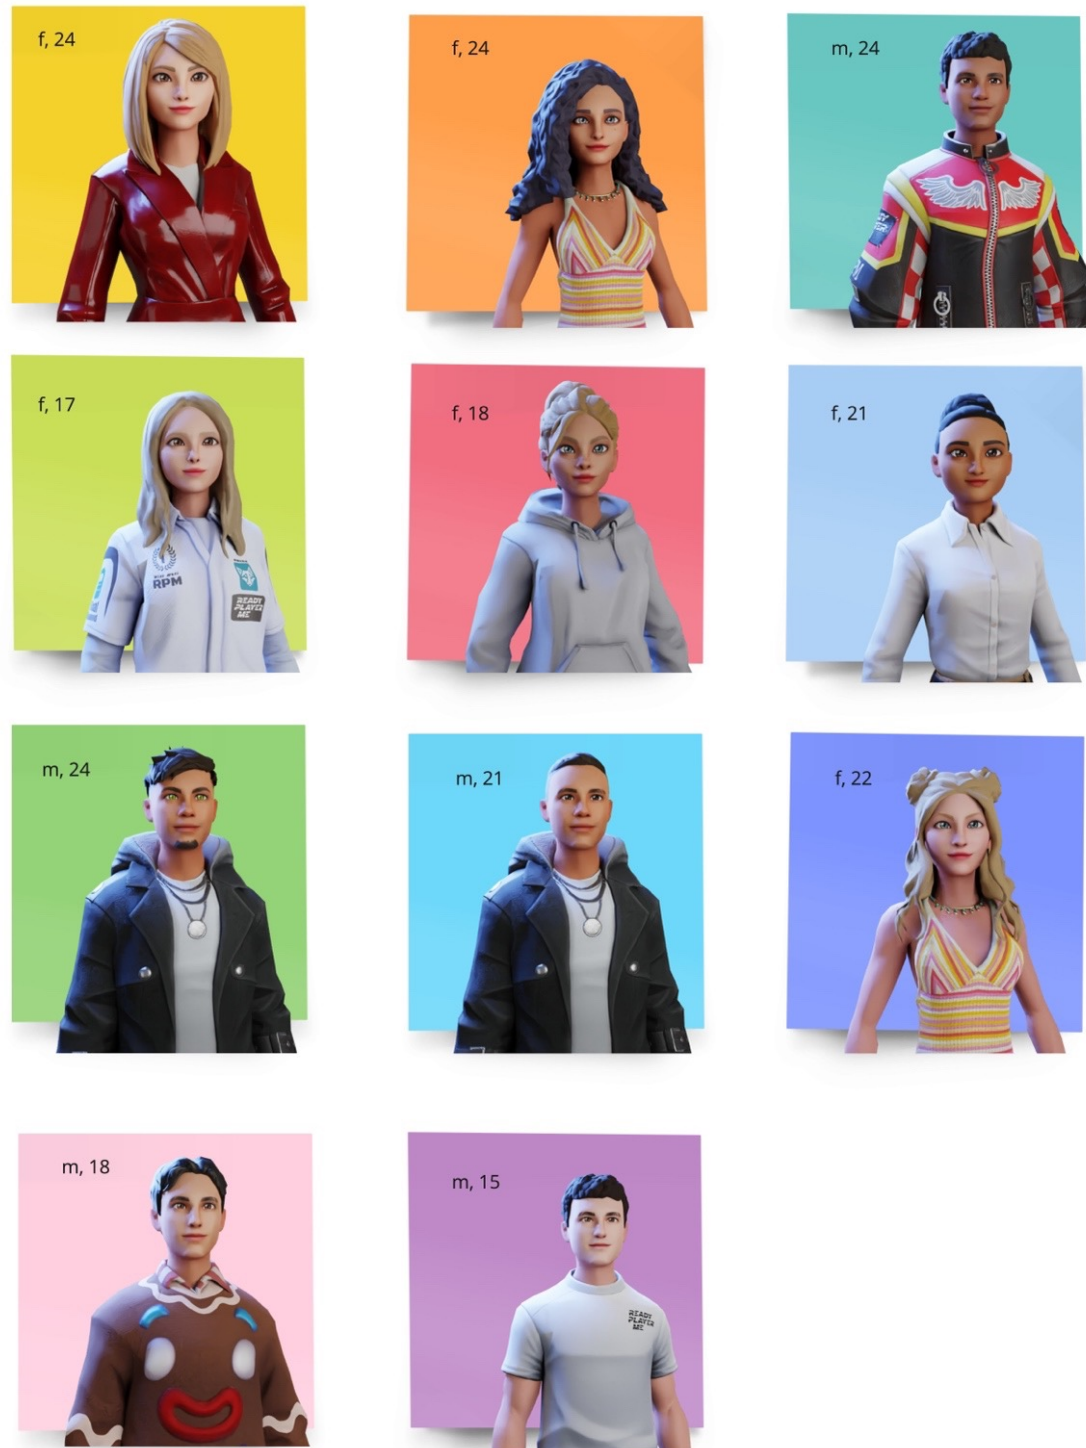 f, 24
f, 24
m, 24
f, 17
RPM
READY
PLAYER
ME
f, 18
f, 21
m, 24
m, 21
f, 22
m, 18
m, 15
READY
PLAYER
ME